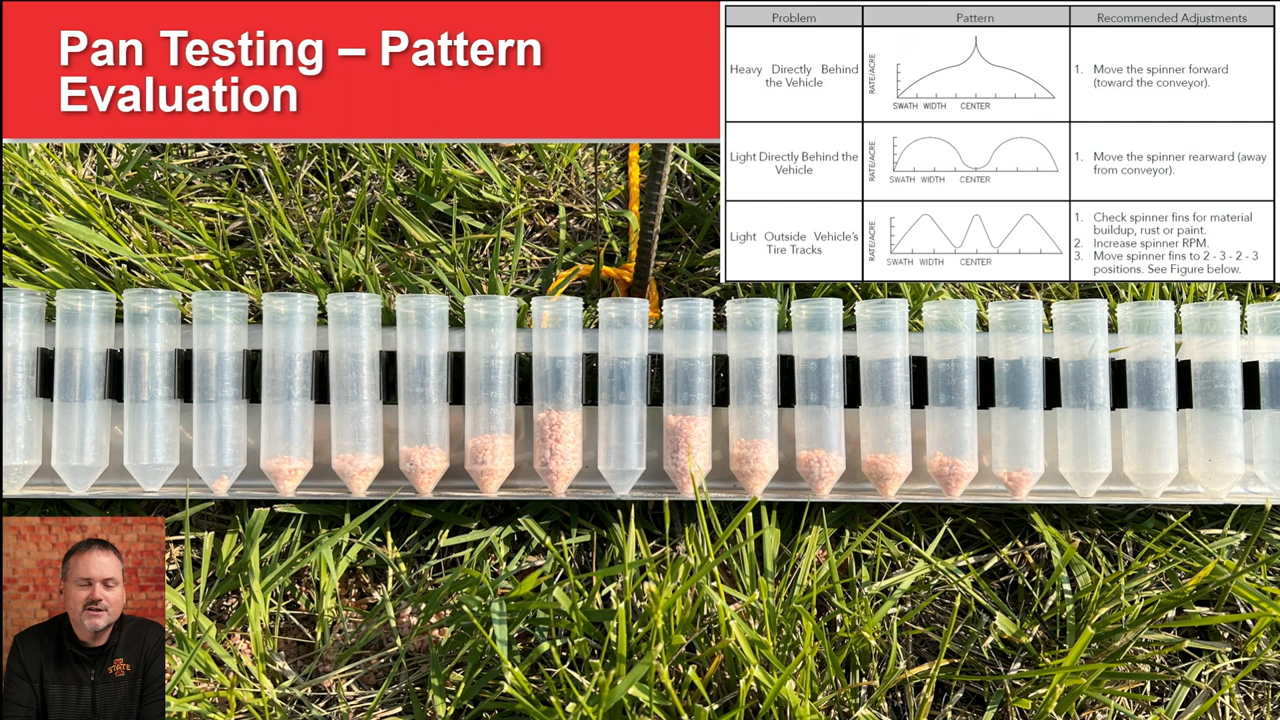 Pan Testing – Pattern
Evaluation
Problem
Pattern
Recommended Adjustments
Heavy Directly Behind
the Vehicle
RATE/ACRE
SWATH WIDTH CENTER
1. Move the spinner forward
(toward the conveyor).
Light Directly Behind the
Vehicle
RATE/ACRE
SWATH WIDTH CENTER
1. Move the spinner rearward (away
from conveyor).
Light Outside Vehicle's
Tire Tracks
RATE/ACRE
SWATH WIDTH CENTER
1. Check spinner fins for material
buildup, rust or paint.
2. Increase spinner RPM.
3. Move spinner fins to 2 - 3 - 2 - 3
positions. See Figure below.
STATE